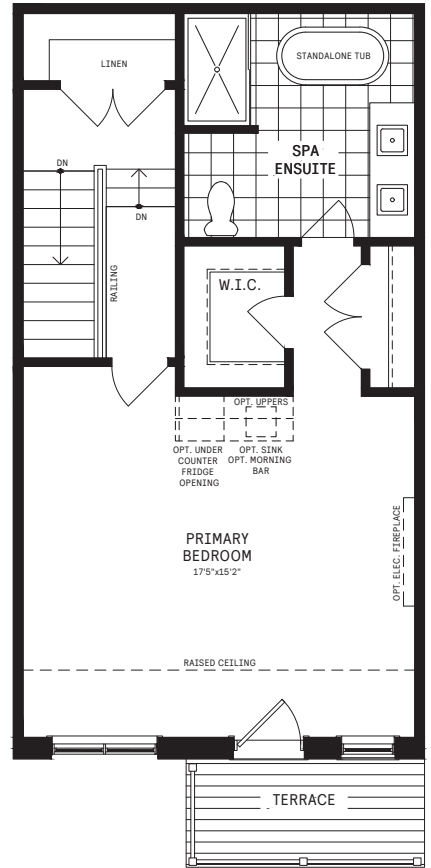 LINEN
STANDALONE TUB
SPA
ENSUITE
DN
DN
RAILING
W.I.C.
OPT. UPPERS
OPT. UNDER
COUNTER
FRIDGE
OPENING
OPT. SINK
OPT. MORNING
BAR
OPT. ELEC. FIREPLACE
PRIMARY
BEDROOM
17'5"x15'2"
RAISED CEILING
TERRACE